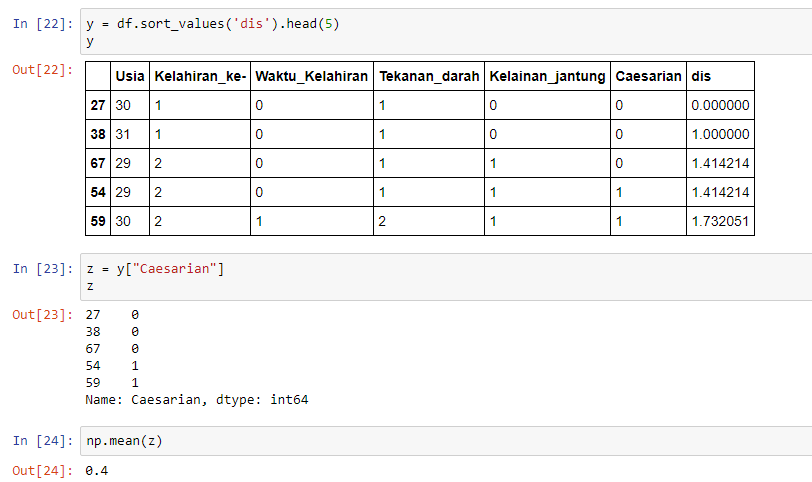 In [22]: y = df.sort_values('dis').head(5)
y
Out[22]:
Usia Kelahiran_ke- Waktu_Kelahiran Tekanan_darah Kelainan_jantung Caesarian dis
27 30 1 0 1 0 0 0.000000
38 31 1 0 1 0 0 1.000000
67 29 2 0 1 1 0 1.414214
54 29 2 0 1 1 1 1.414214
59 30 2 1 2 1 1 1.732051
In [23]: z = y["Caesarian"]
z
Out[23]: 27    0
38    0
67    0
54    1
59    1
Name: Caesarian, dtype: int64
In [24]: np.mean(z)
Out[24]: 0.4